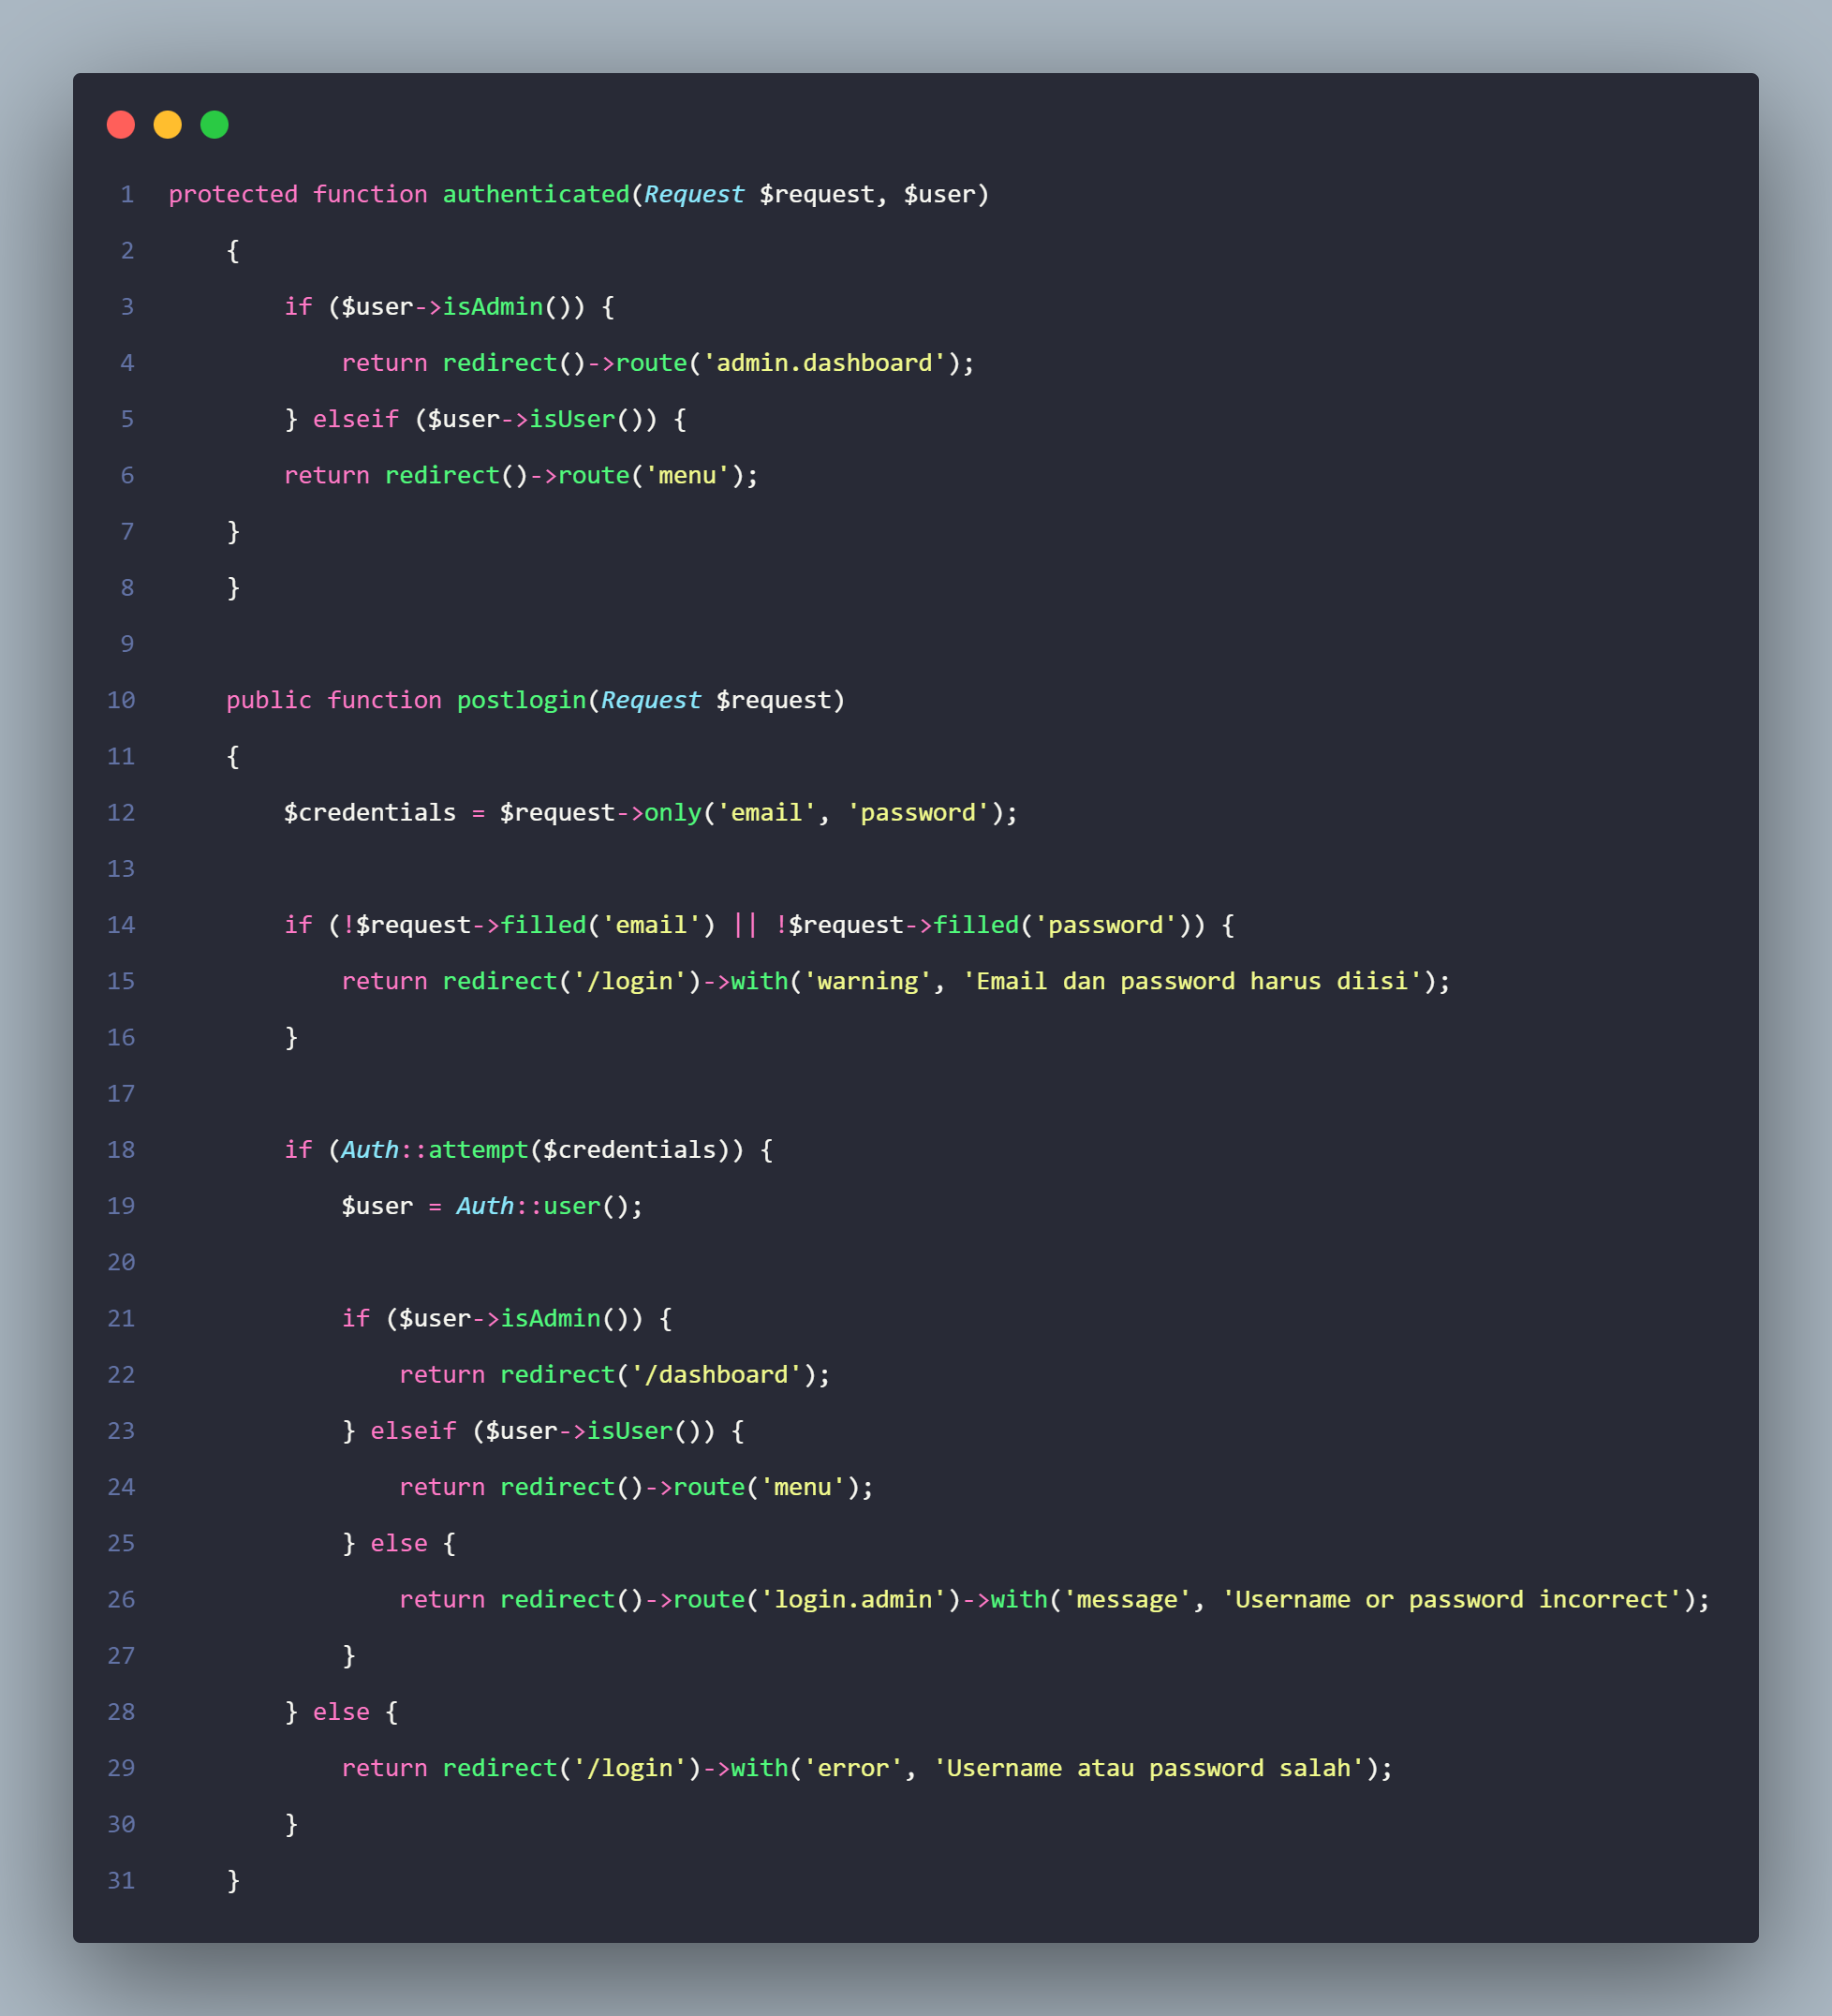 1 protected function authenticated(Request $request, $user)
2     {
3         if ($user->isAdmin()) {
4             return redirect()->route('admin.dashboard');
5         } elseif ($user->isUser()) {
6         return redirect()->route('menu');
7     }
8     }
9
10     public function postlogin(Request $request)
11     {
12         $credentials = $request->only('email', 'password');
13
14         if (!$request->filled('email') || !$request->filled('password')) {
15             return redirect('/login')->with('warning', 'Email dan password harus diisi');
16         }
17
18         if (Auth::attempt($credentials)) {
19             $user = Auth::user();
20
21             if ($user->isAdmin()) {
22                 return redirect('/dashboard');
23             } elseif ($user->isUser()) {
24                 return redirect()->route('menu');
25             } else {
26                 return redirect()->route('login.admin')->with('message', 'Username or password incorrect');
27             }
28         } else {
29             return redirect('/login')->with('error', 'Username atau password salah');
30         }
31     }